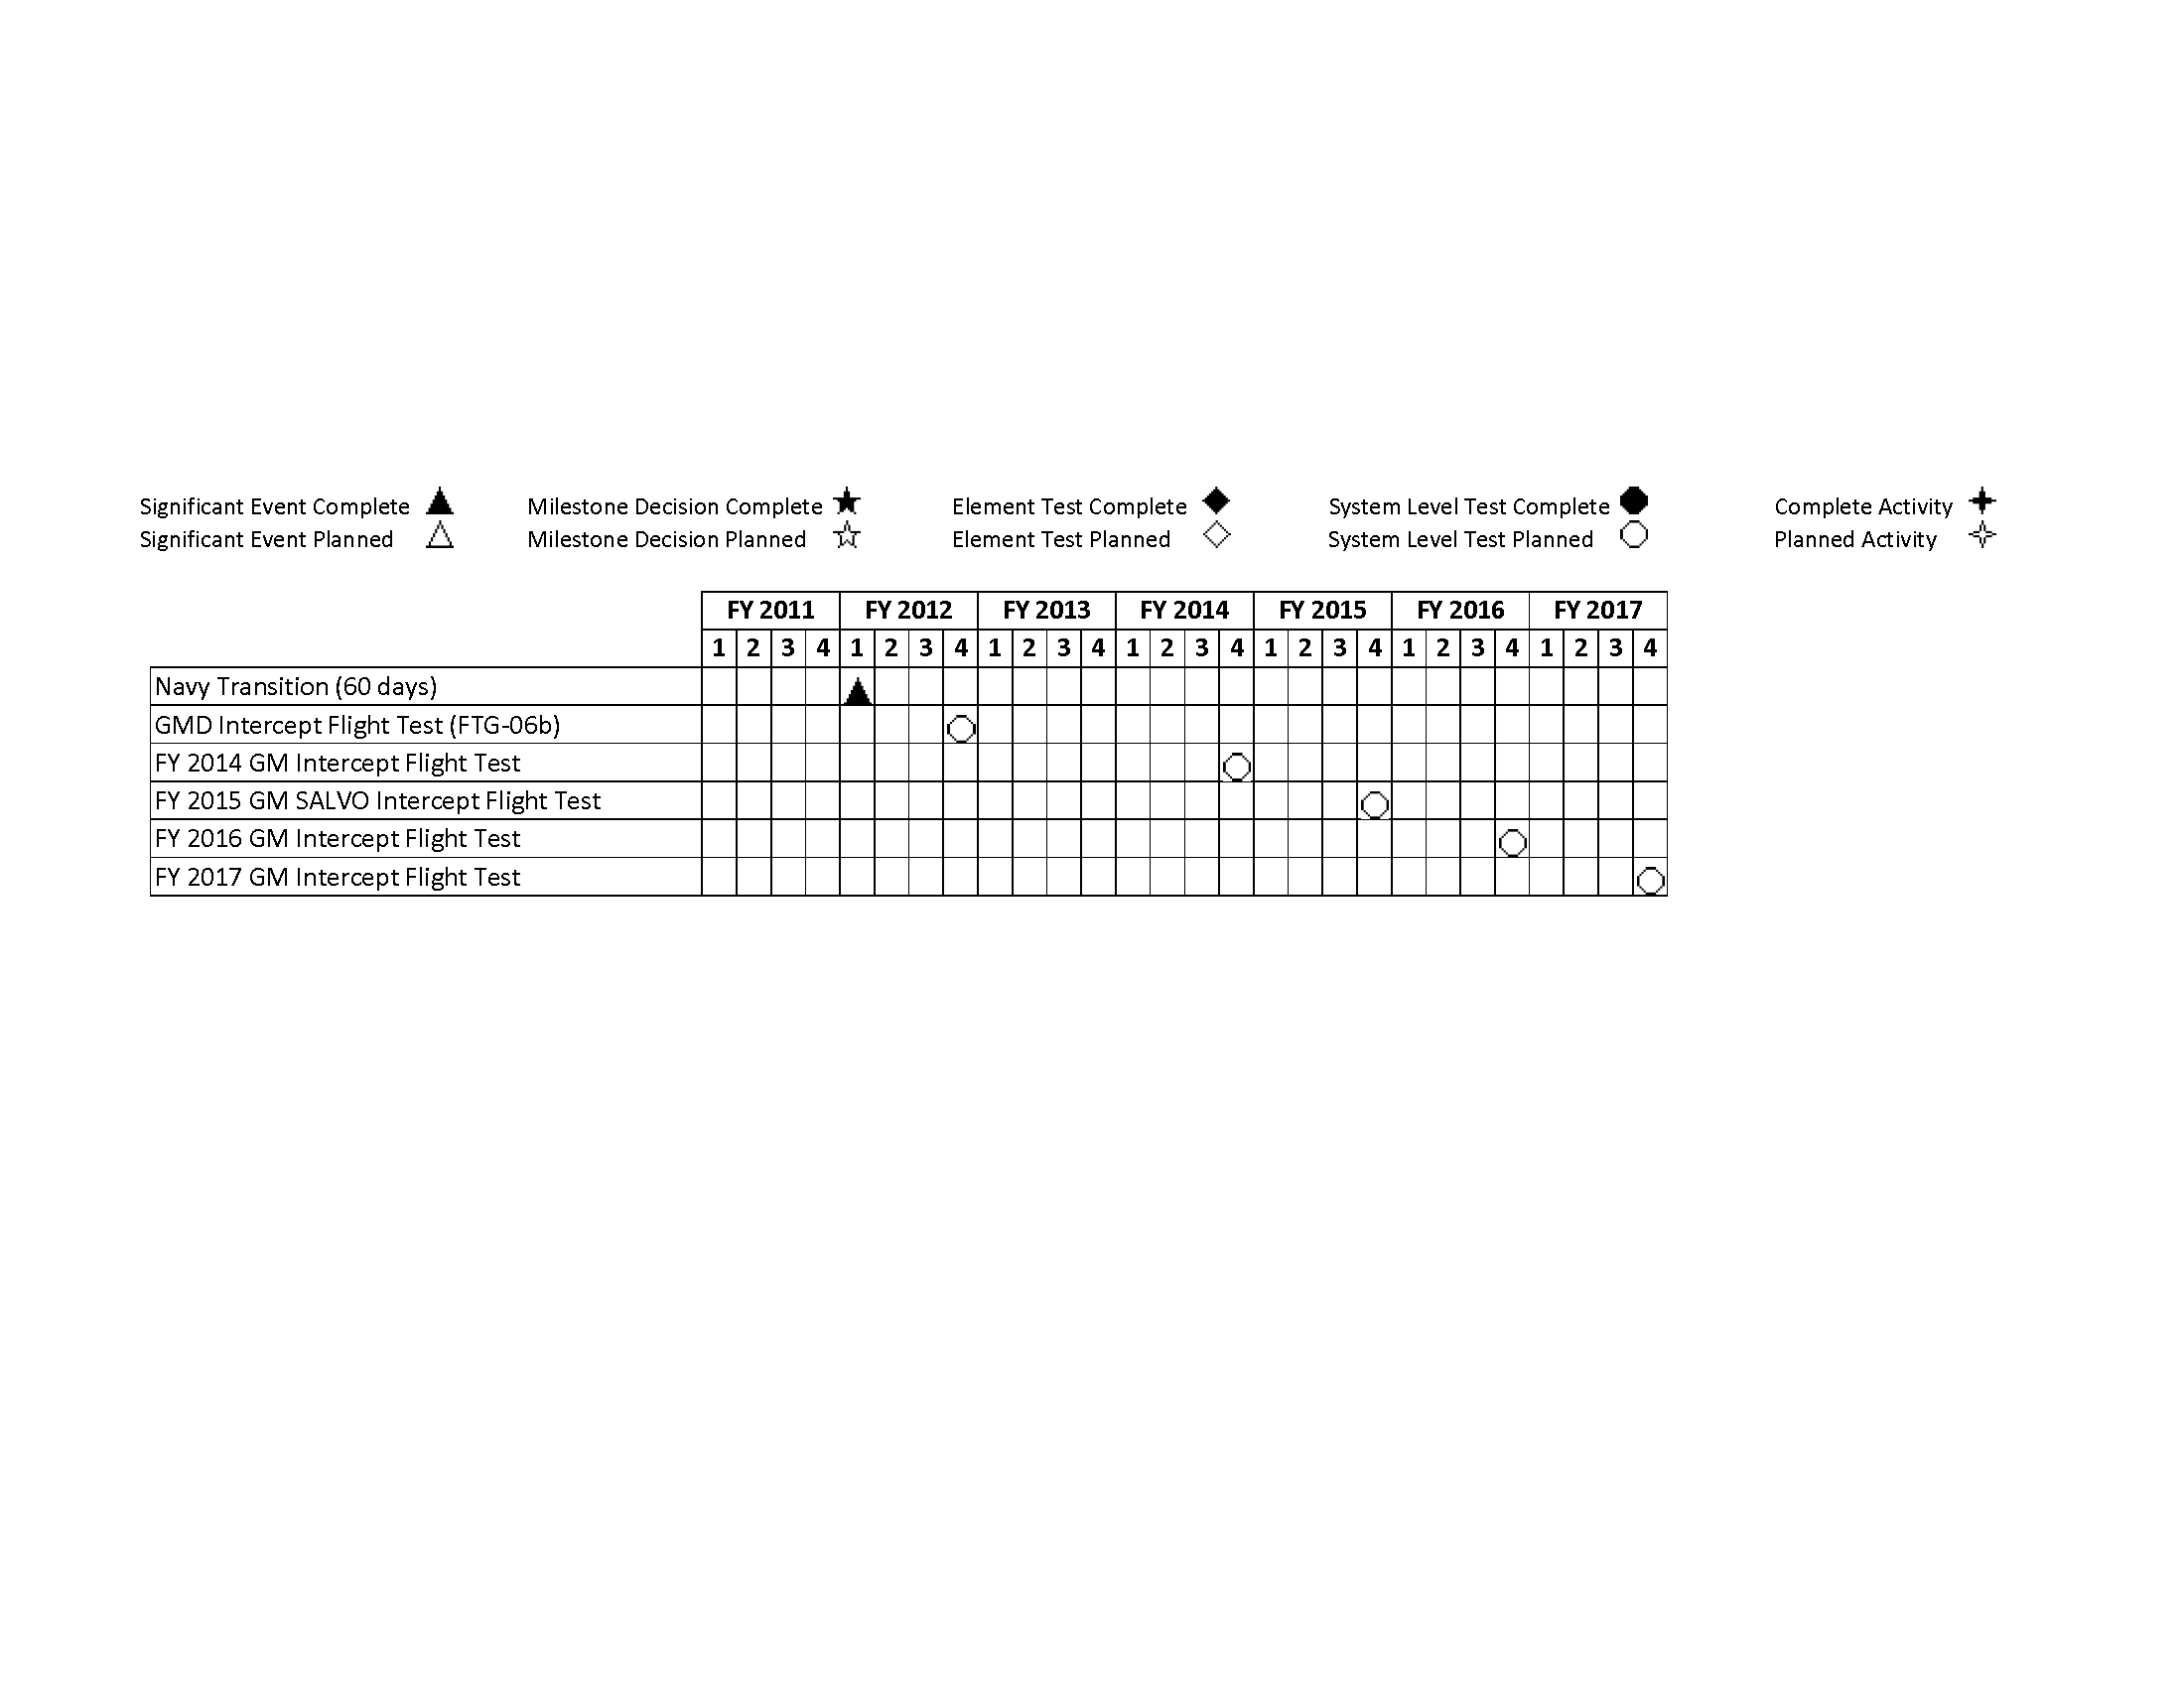 Significant Event Complete Milestone Decision Complete Element Test Complete System Level Test Complete Complete Activity
Significant Event Planned Milestone Decision Planned Element Test Planned System Level Test Planned Planned Activity
FY 2011 FY 2012 FY 2013 FY 2014 FY 2015 FY 2016 FY 2017
1 2 3 4 1 2 3 4 1 2 3 4 1 2 3 4 1 2 3 4 1 2 3 4 1 2 3 4
Navy Transition (60 days)
GMD Intercept Flight Test (FTG-06b)
FY 2014 GM Intercept Flight Test
FY 2015 GM SALVO Intercept Flight Test
FY 2016 GM Intercept Flight Test
FY 2017 GM Intercept Flight Test